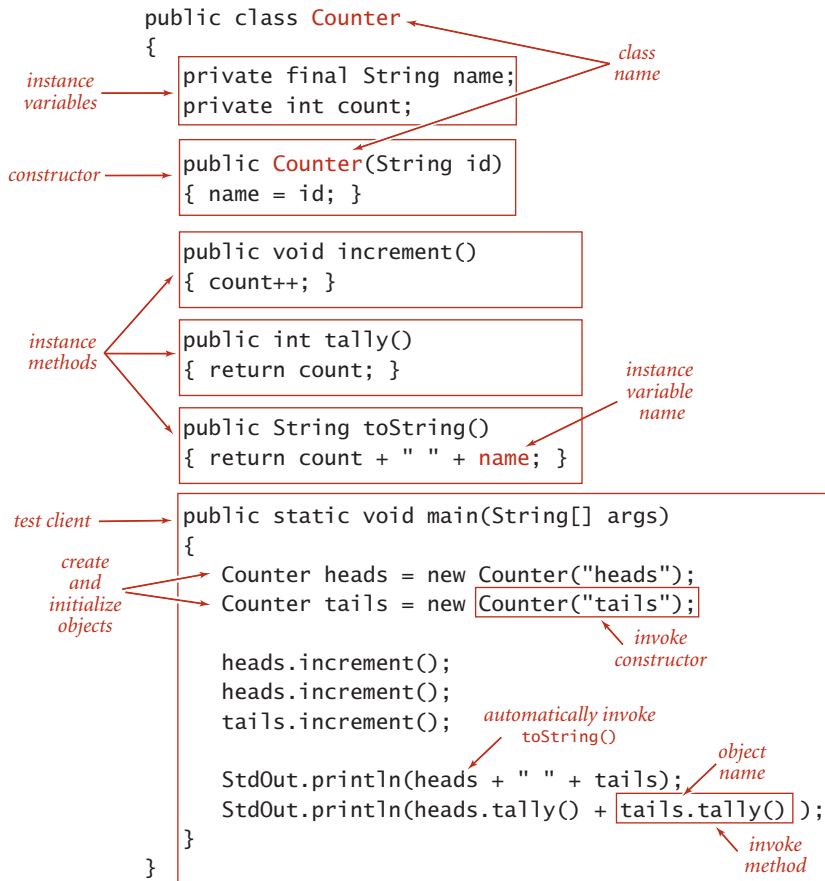 public class Counter
{
class
name
instance
variables
private final String name;
private int count;
constructor
public Counter(String id)
{ name = id; }
public void increment()
{ count++; }
instance
methods
public int tally()
{ return count; }
instance
variable
name
public String toString()
{ return count + " " + name; }
test client
public static void main(String[] args)
{
create
and
initialize
objects
Counter heads = new Counter("heads");
Counter tails = new Counter("tails");
invoke
constructor
heads.increment();
heads.increment();
tails.increment();
automatically invoke
toString()
object
name
StdOut.println(heads + " " + tails);
StdOut.println(heads.tally() + tails.tally() );
invoke
method
}
}